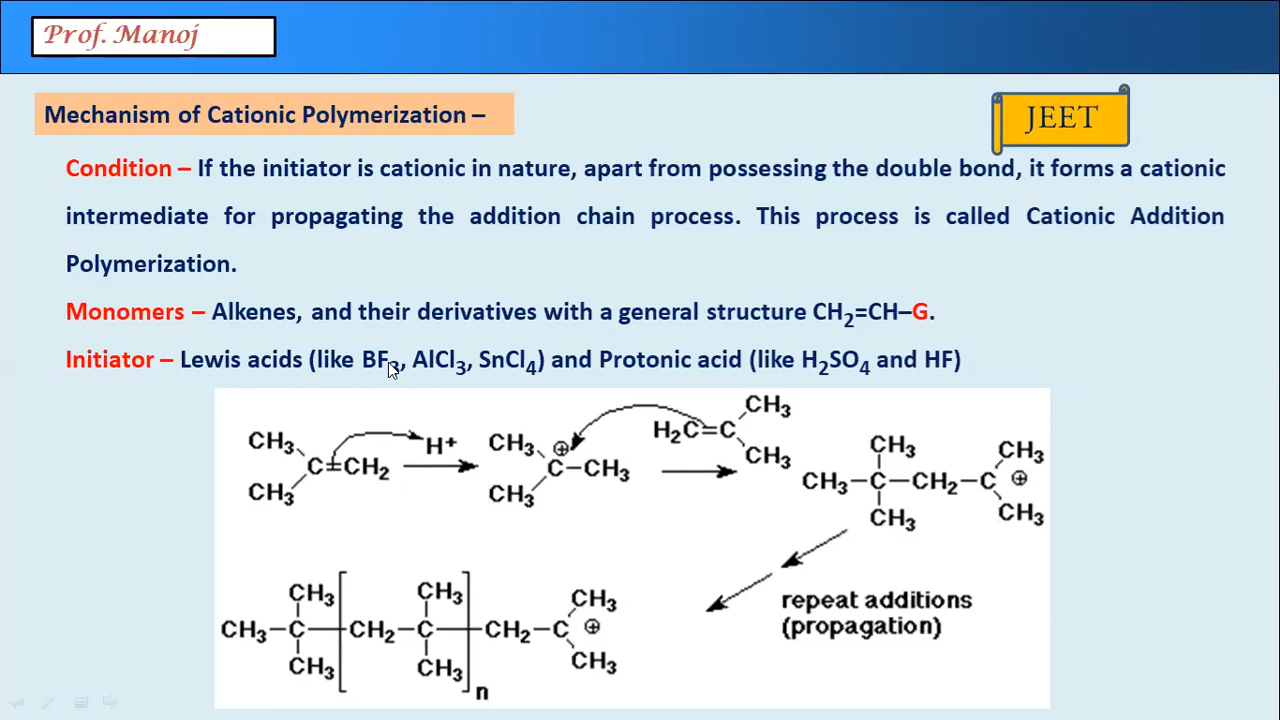 Prof. Manoj
Mechanism of Cationic Polymerization –
JEET
Condition – If the initiator is cationic in nature, apart from possessing the double bond, it forms a cationic
intermediate for propagating the addition chain process. This process is called Cationic Addition
Polymerization.
Monomers – Alkenes, and their derivatives with a general structure CH₂=CH–G.
Initiator – Lewis acids (like BF₃, AlCl₃, SnCl₄) and Protonic acid (like H₂SO₄ and HF)
CH₃ CH₃ C=CH₂ H⁺ CH₃ CH₃ ⊕ C–CH₃ H₂C=C CH₃ CH₃
CH₃ CH₃–C–CH₂–C CH₃ ⊕ CH₃ CH₃
repeat additions
(propagation)
CH₃ CH₃–C CH₃ [ CH₂–C CH₃ CH₃ ]n CH₂–C CH₃ ⊕ CH₃